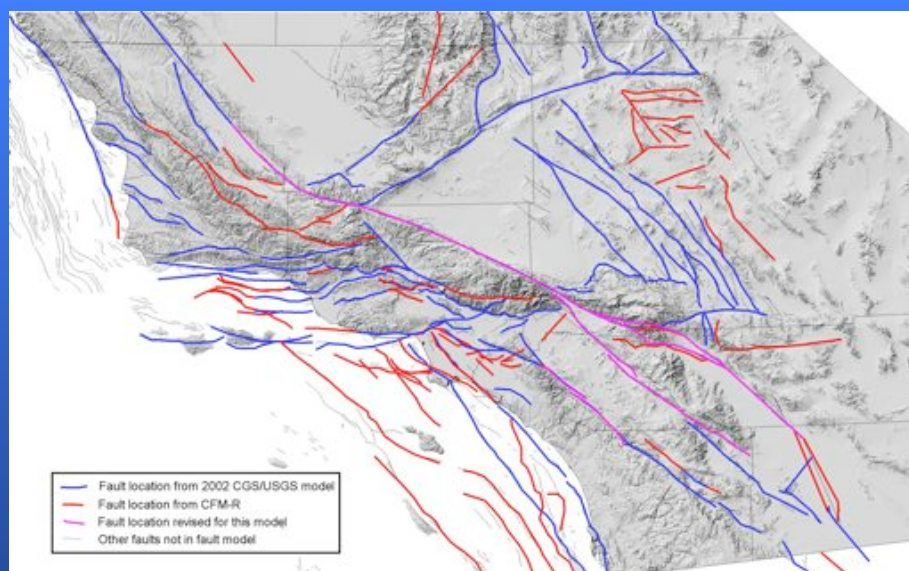 Fault location from 2002 CGS/USGS model
Fault location from CFM-R
Fault location revised for this model
Other faults not in fault model